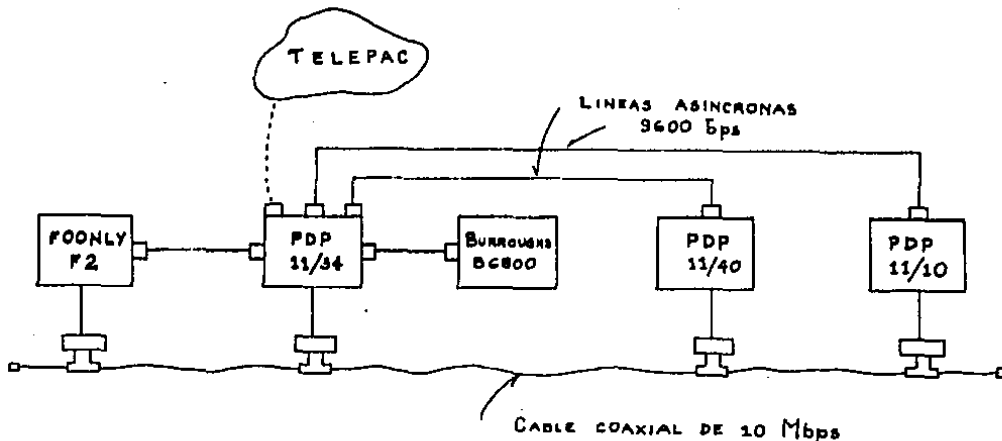 TELEPAC
LINEAS ASINCRONAS
9600 bps
FOONLY
F2
PDP
11/34
BURROUGHS
B6800
PDP
11/40
PDP
11/10
CABLE COAXIAL DE 10 Mbps